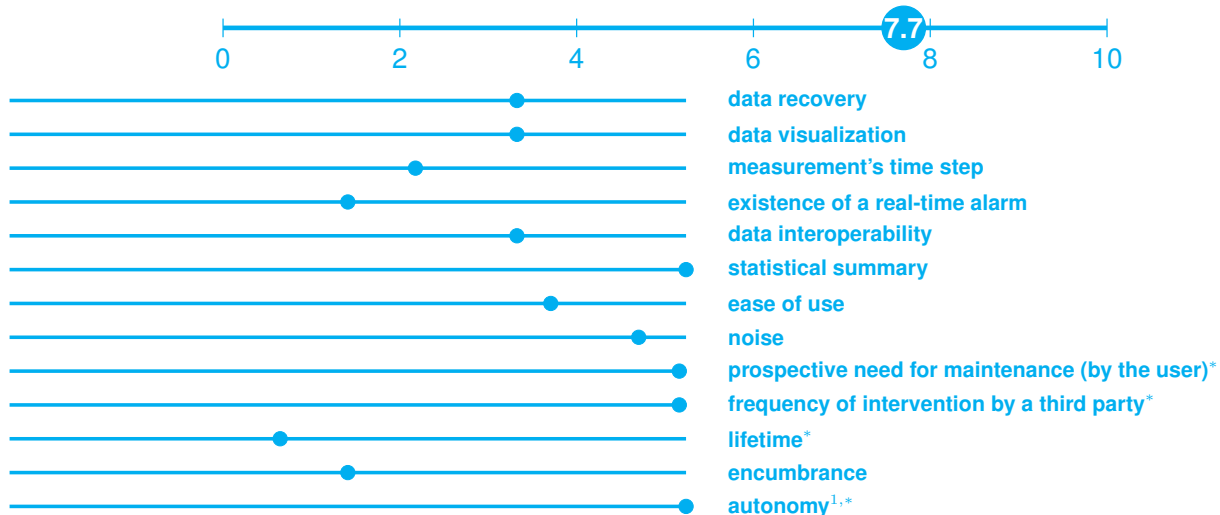 7.7
0 2 4 6 8 10
data recovery
data visualization
measurement's time step
existence of a real-time alarm
data interoperability
statistical summary
ease of use
noise
prospective need for maintenance (by the user)*
frequency of intervention by a third party*
lifetime*
encumbrance
autonomy1,*